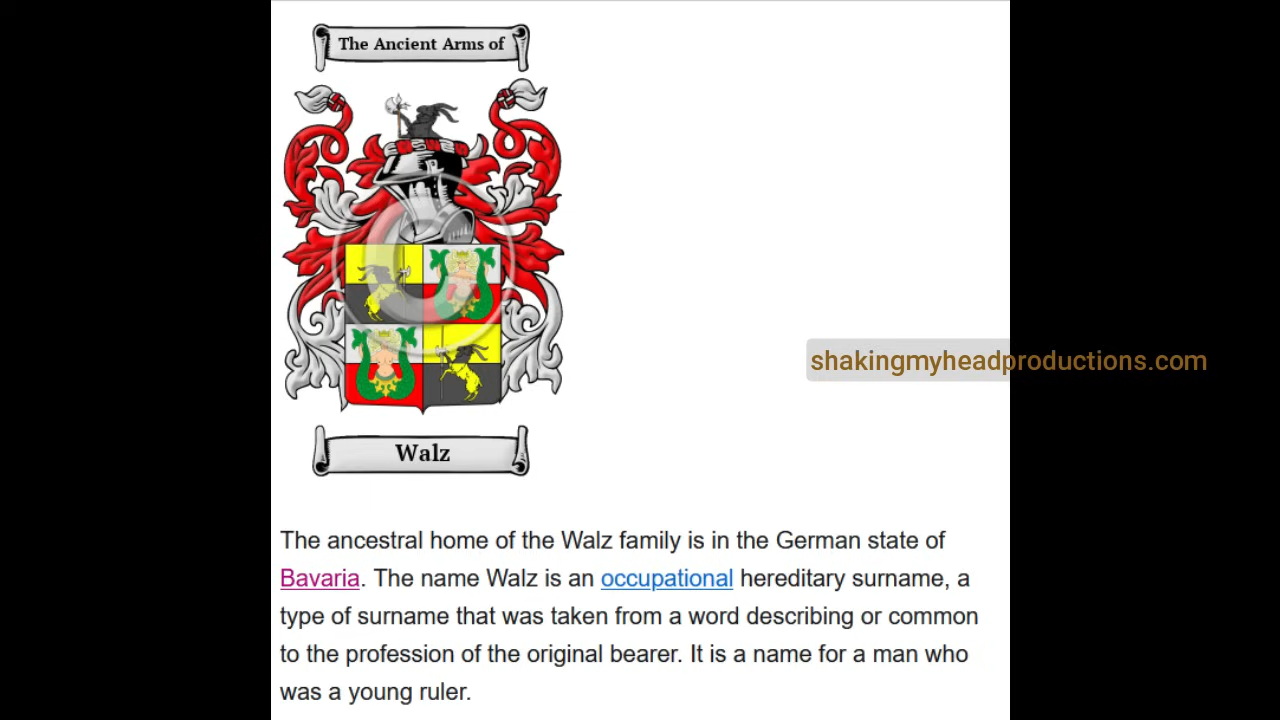 The Ancient Arms of
C
shakingmyheadproductions.com
Walz
The ancestral home of the Walz family is in the German state of
Bavaria. The name Walz is an occupational hereditary surname, a
type of surname that was taken from a word describing or common
to the profession of the original bearer. It is a name for a man who
was a young ruler.